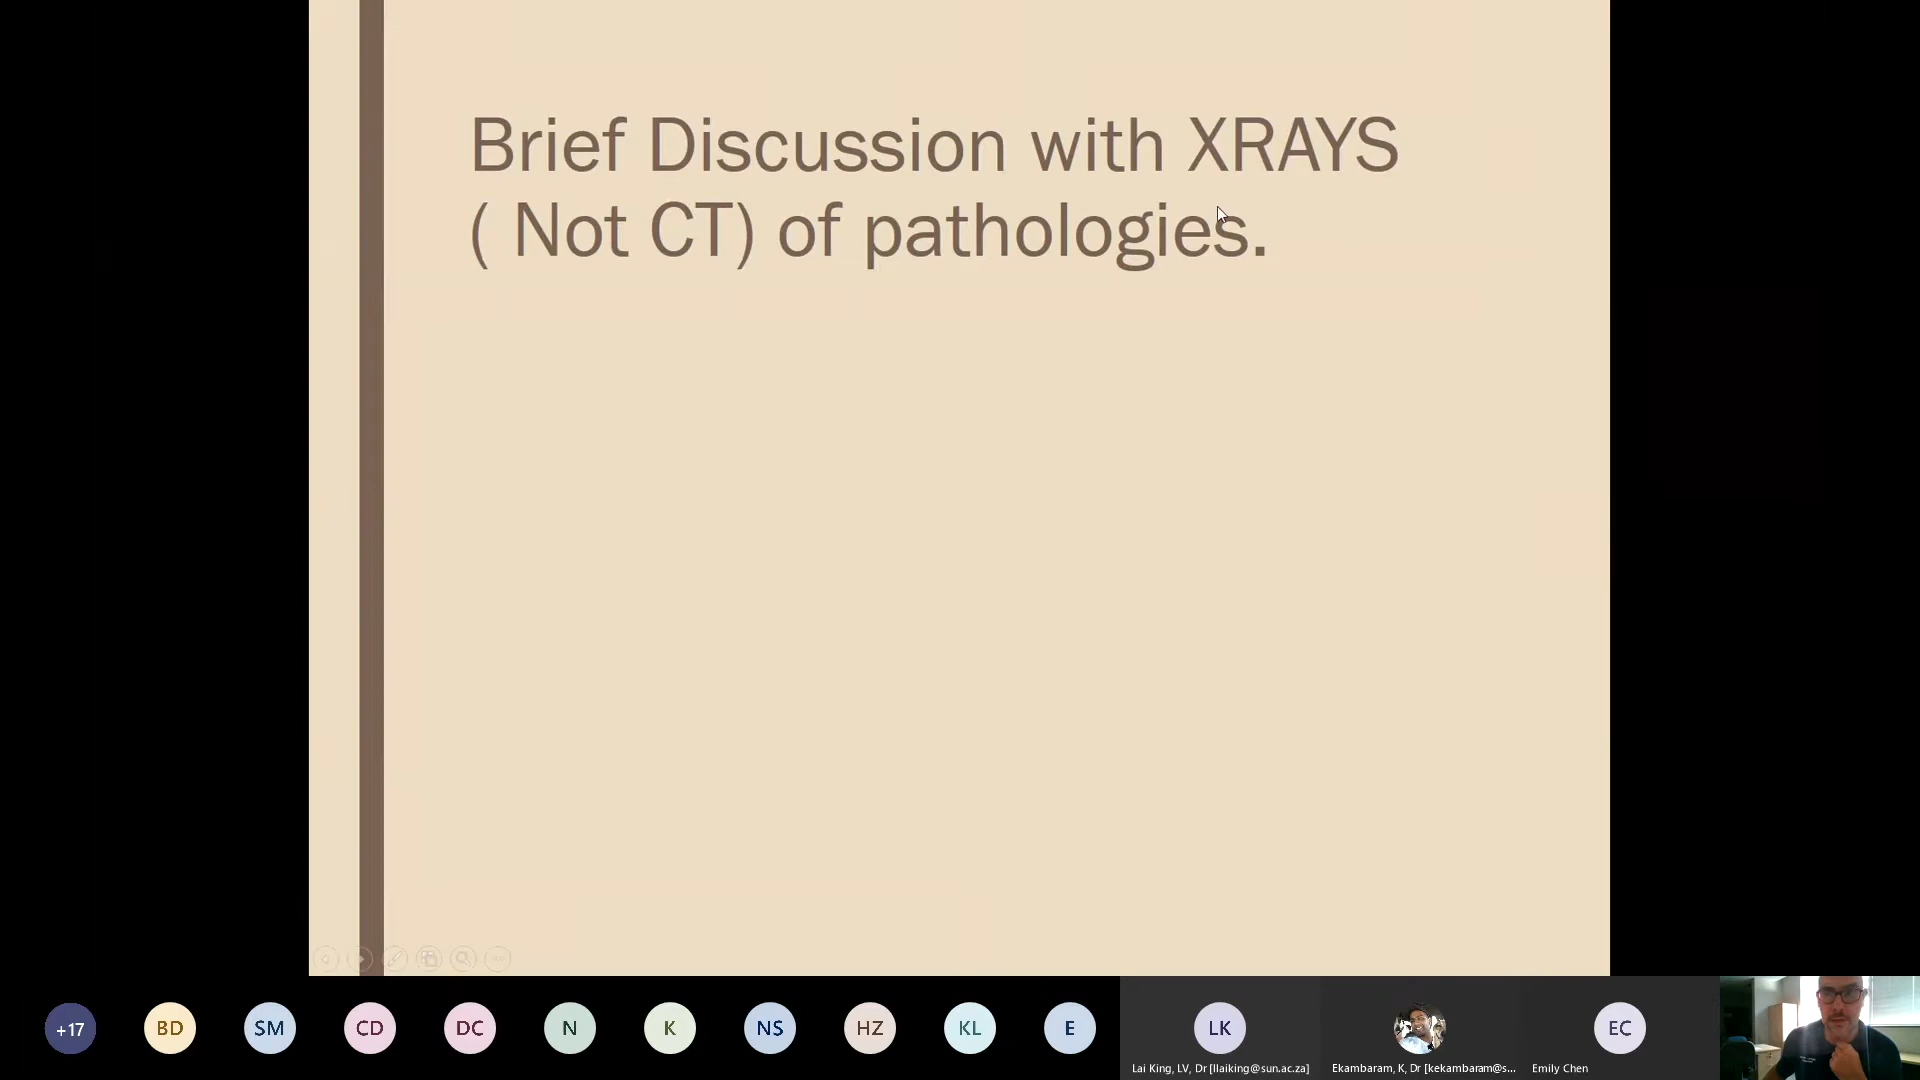 Brief Discussion with XRAYS
( Not CT) of pathologies.
+17
BD
SM
CD
DC
N
K
NS
HZ
KL
E
LK
EC
Lai King, LV, Dr [llaiking@sun.ac.za]
Ekambaram, K, Dr [kekambaram@s...
Emily Chen